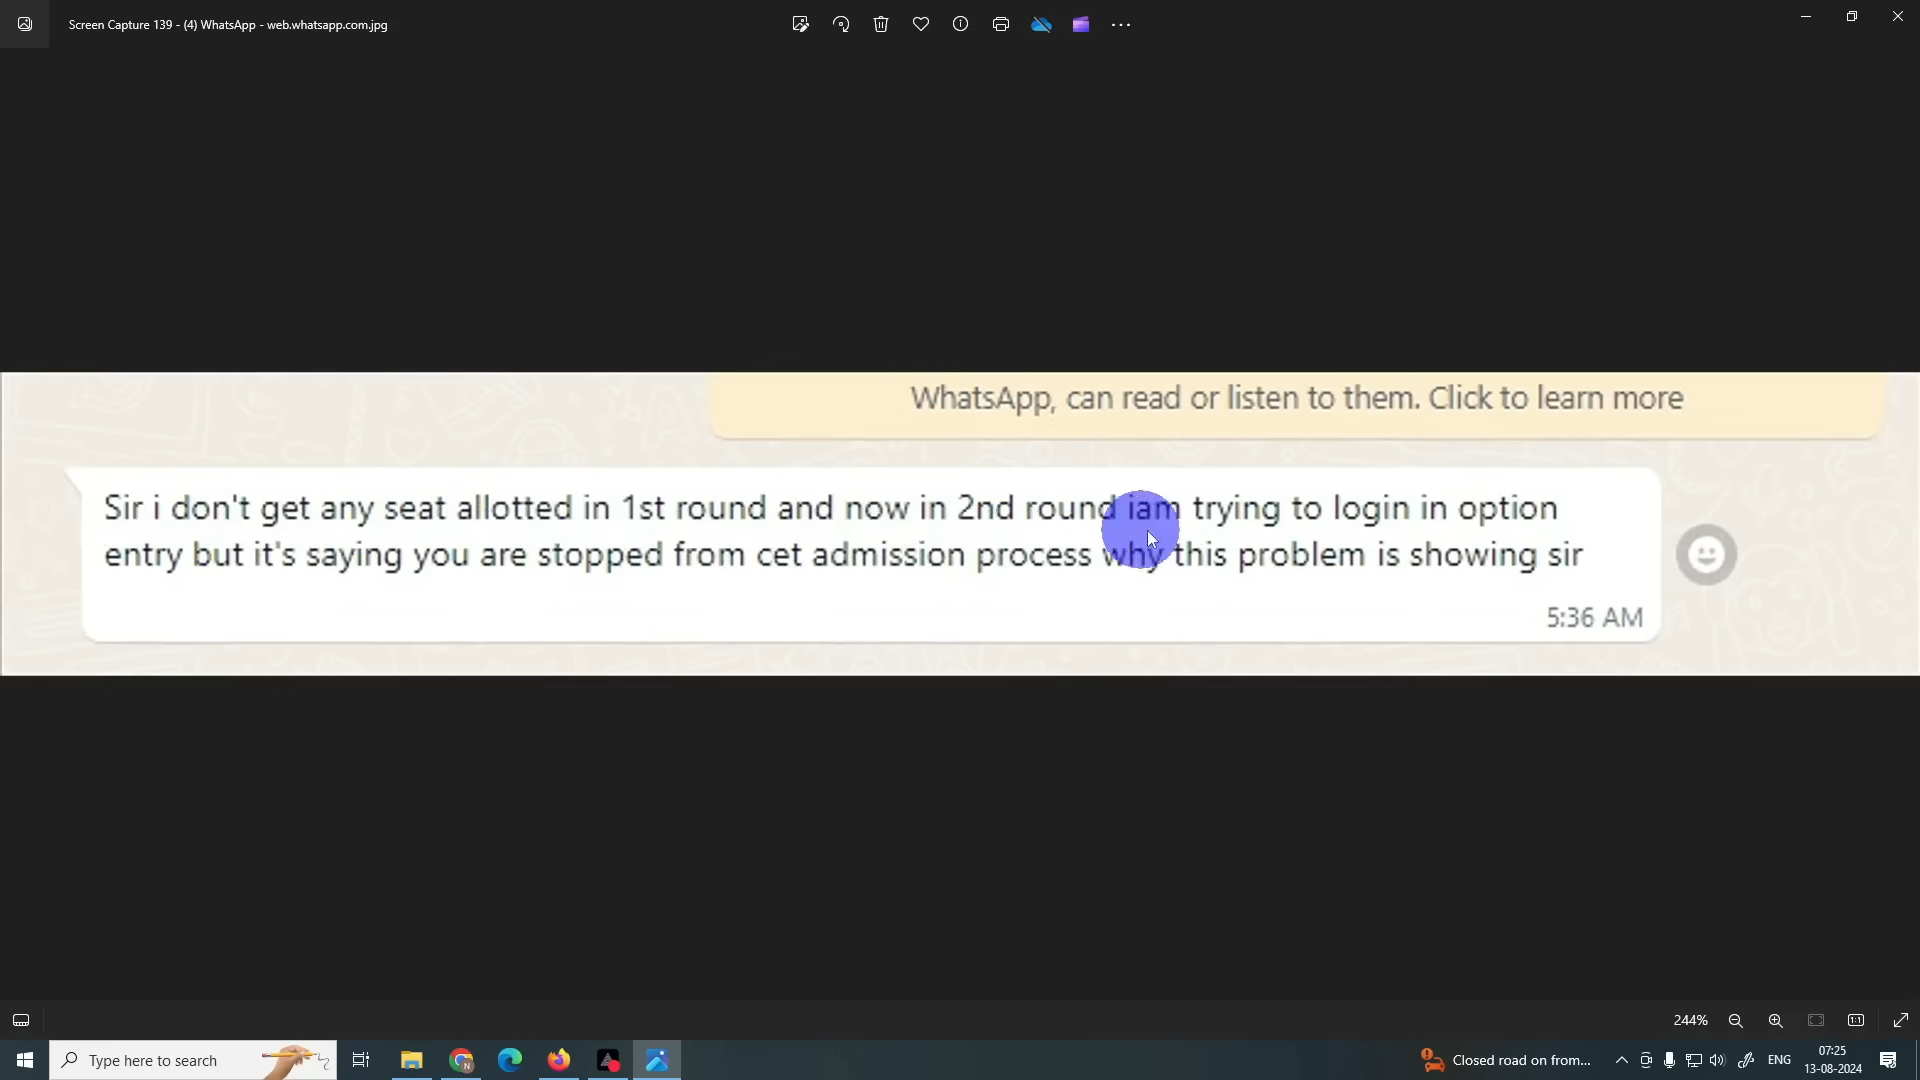 Screen Capture 139 - (4) WhatsApp - web.whatsapp.com.jpg
WhatsApp, can read or listen to them. Click to learn more
Sir i don't get any seat allotted in 1st round and now in 2nd round iam trying to login in option
entry but it's saying you are stopped from cet admission process why this problem is showing sir
5:36 AM
244%
1:1
Type here to search
N
Closed road on from...
ENG
07:25
13-08-2024